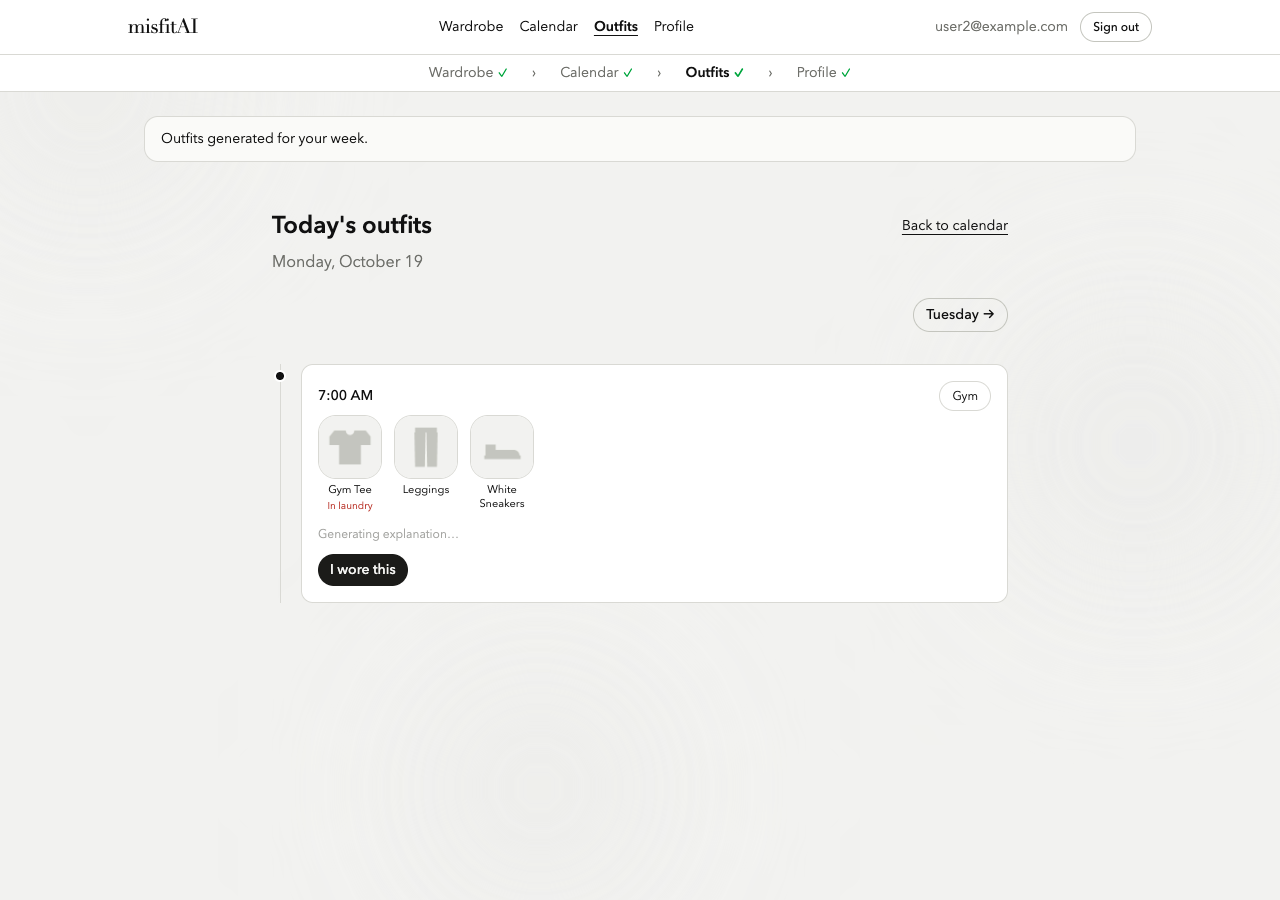 misfitAI
Wardrobe Calendar Outfits Profile
user2@example.com Sign out
Wardrobe ✓ › Calendar ✓ › Outfits ✓ › Profile ✓
Outfits generated for your week.
Today's outfits
Back to calendar
Monday, October 19
Tuesday →
7:00 AM
Gym
Gym Tee
In laundry
Leggings
White
Sneakers
Generating explanation…
I wore this